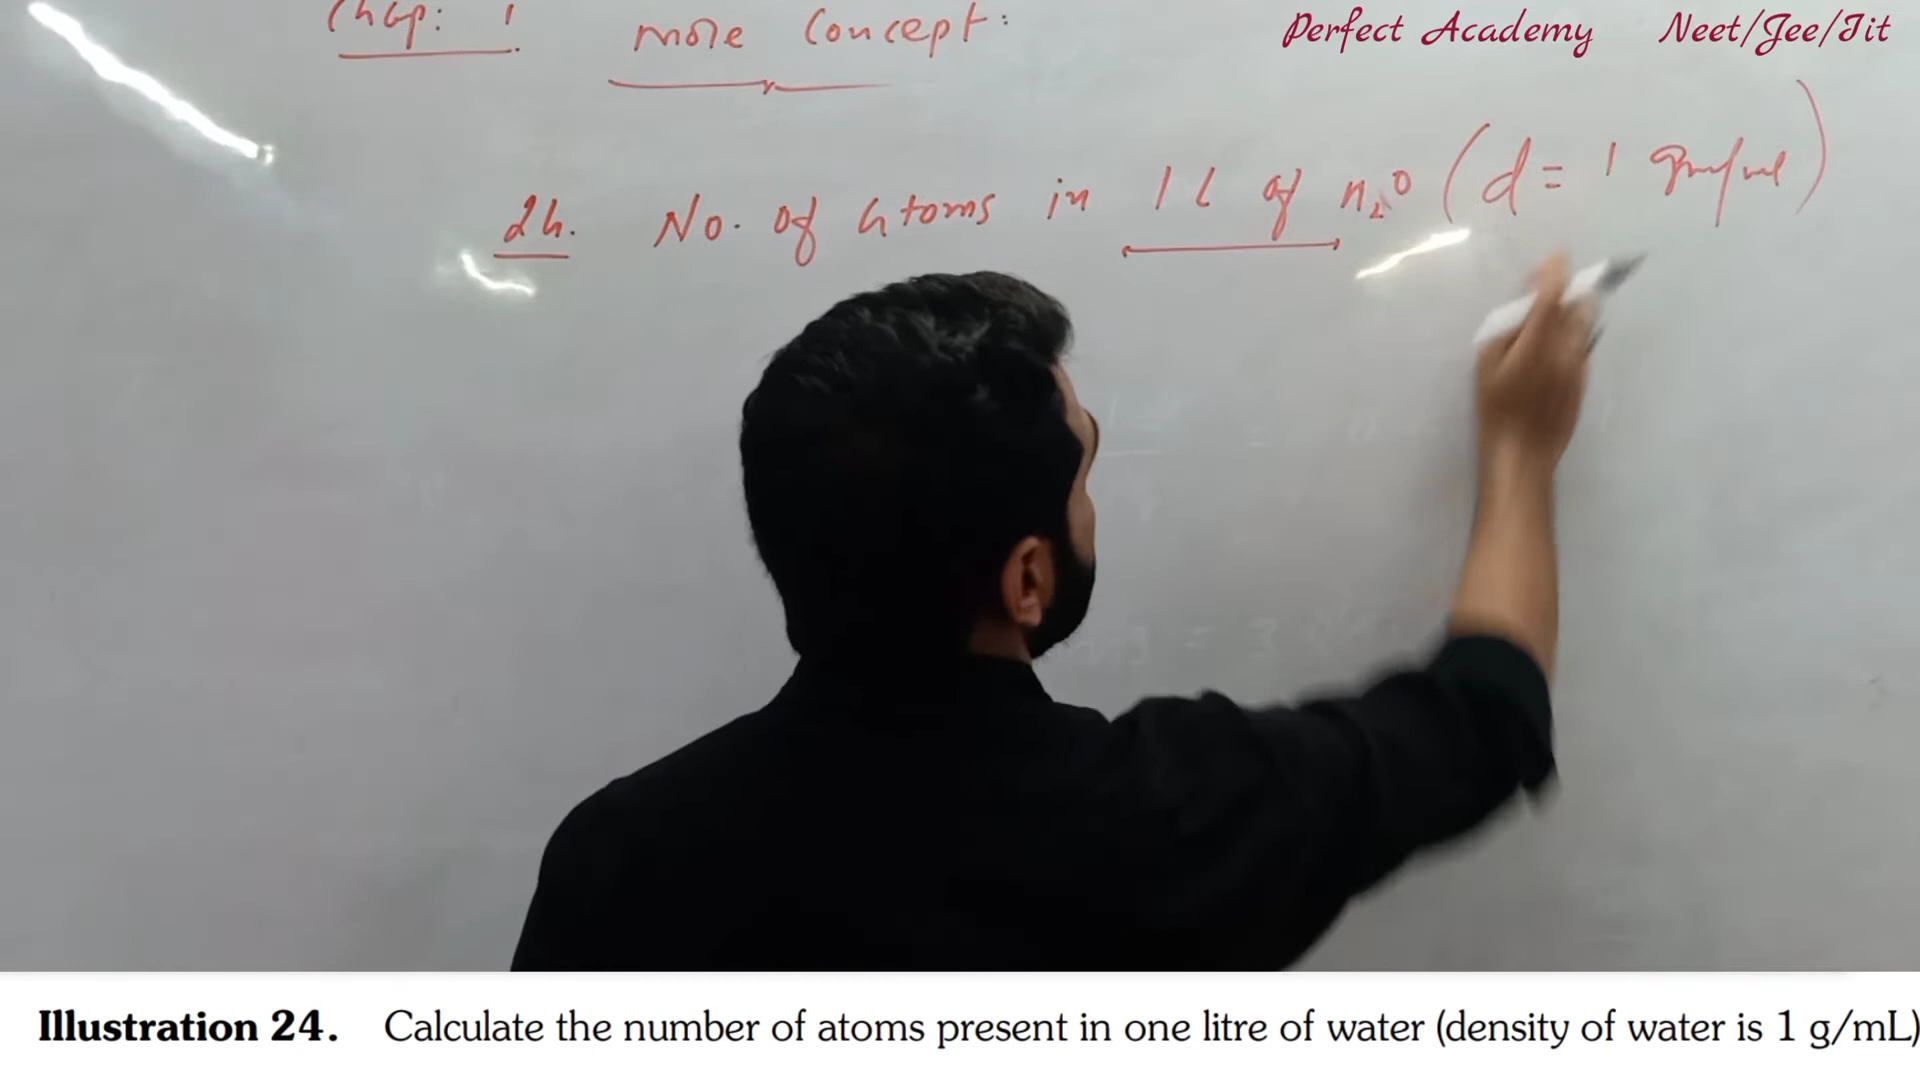 Chap: 1 mole Concept:
Perfect Academy Neet/Jee/Iit
24. No. of atoms in 1 L of H₂O (d = 1 gm/ml)
Illustration 24. Calculate the number of atoms present in one litre of water (density of water is 1 g/mL)